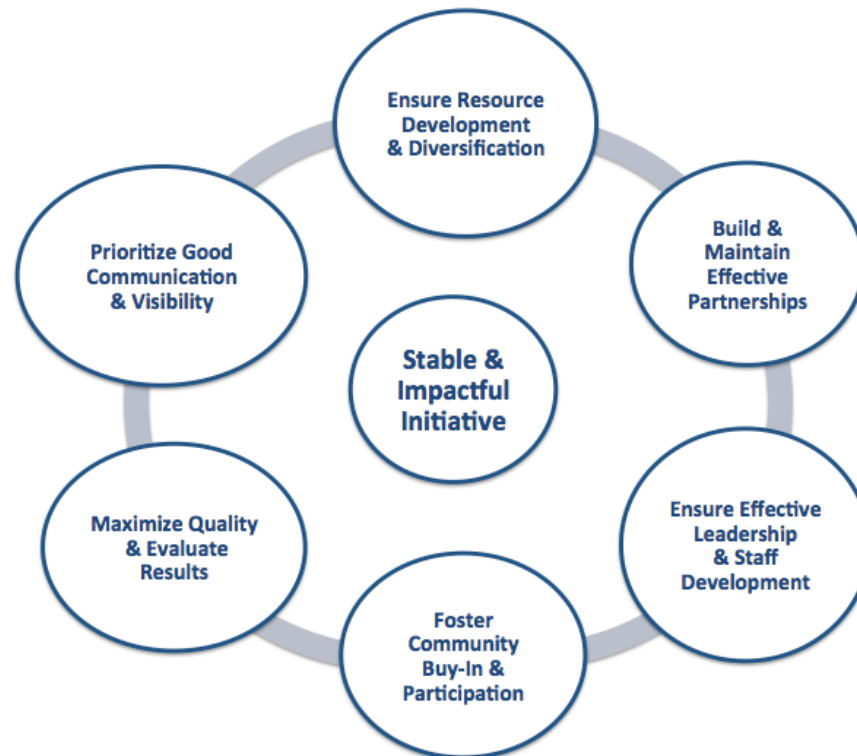 Ensure Resource
Development
& Diversification
Build &
Maintain
Effective
Partnerships
Ensure Effective
Leadership
& Staff
Development
Foster
Community
Buy-In &
Participation
Maximize Quality
& Evaluate
Results
Prioritize Good
Communication
& Visibility
Stable &
Impactful
Initiative